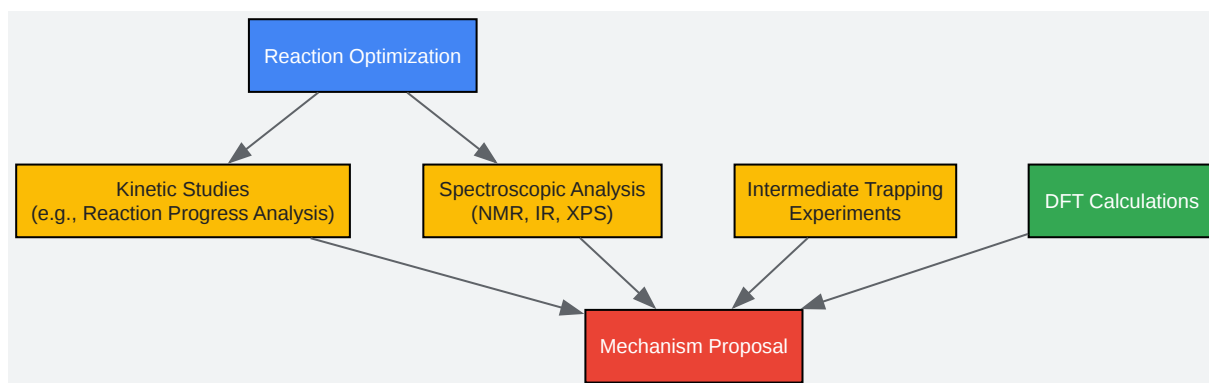 Reaction Optimization
Kinetic Studies
(e.g., Reaction Progress Analysis)
Spectroscopic Analysis
(NMR, IR, XPS)
Intermediate Trapping
Experiments
DFT Calculations
Mechanism Proposal